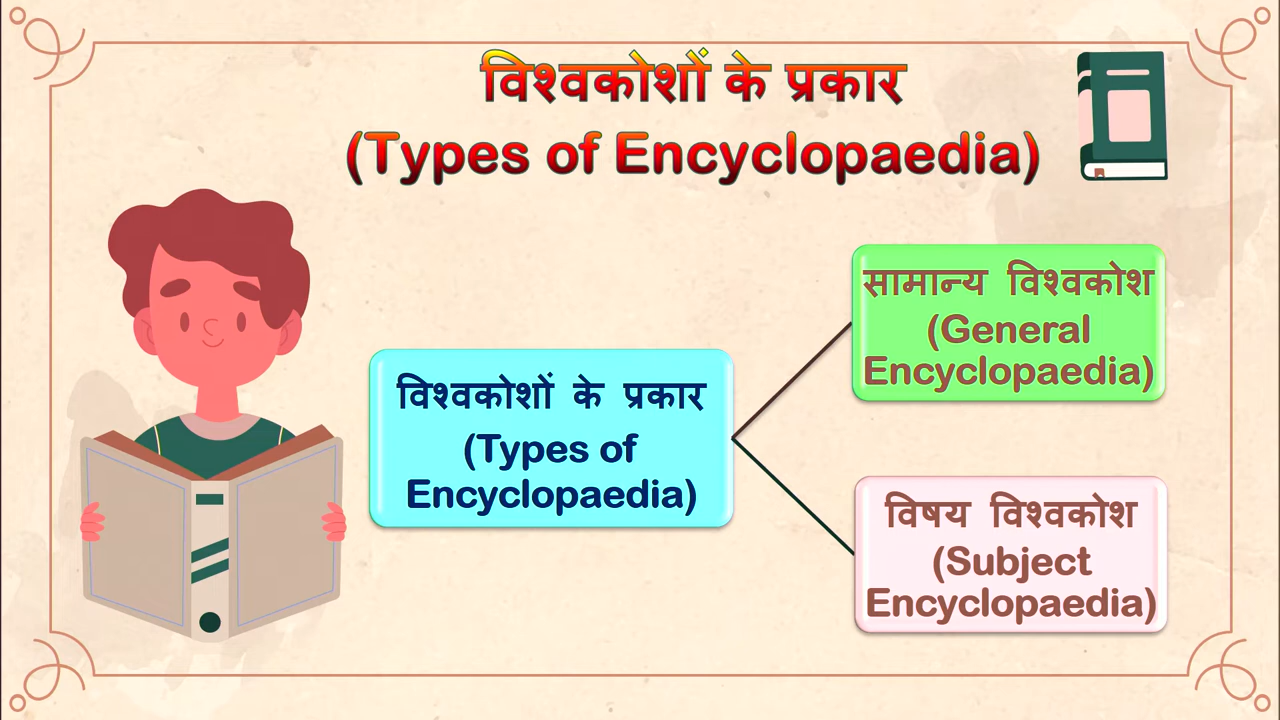 विश्वकोशों के प्रकार
(Types of Encyclopaedia)
विश्वकोशों के प्रकार
(Types of
Encyclopaedia)
सामान्य विश्वकोश
(General
Encyclopaedia)
विषय विश्वकोश
(Subject
Encyclopaedia)